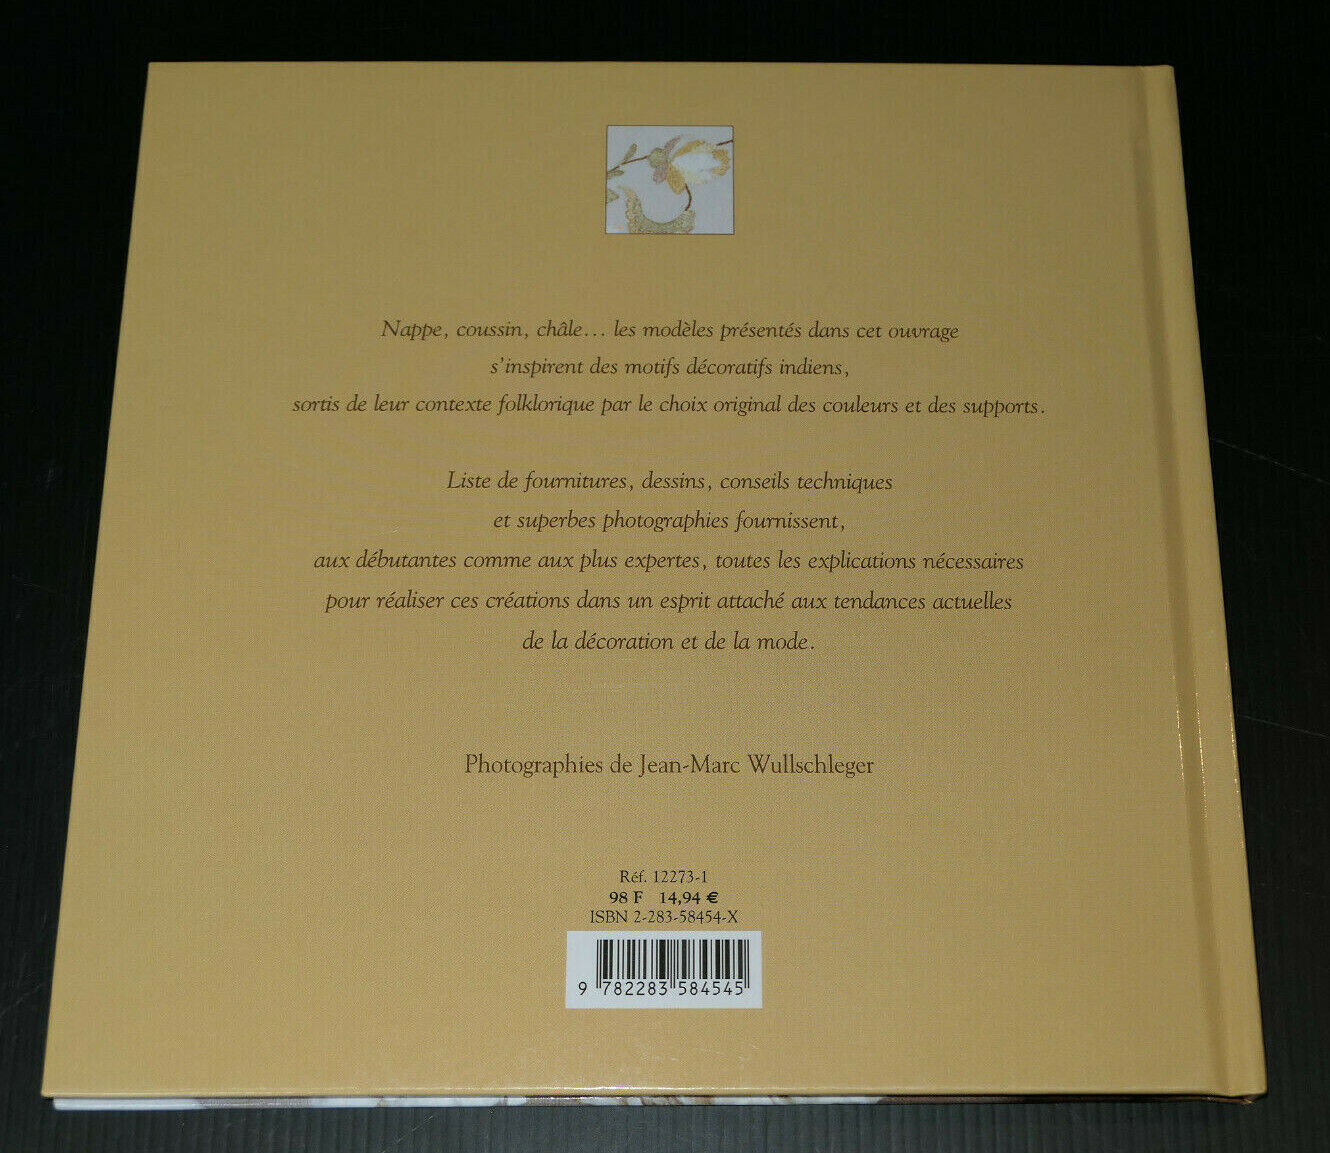 Nappe, coussin, châle... les modèles présentés dans cet ouvrage
s'inspirent des motifs décoratifs indiens,
sortis de leur contexte folklorique par le choix original des couleurs et des supports.
Liste de fournitures, dessins, conseils techniques
et superbes photographies fournissent,
aux débutantes comme aux plus expertes, toutes les explications nécessaires
pour réaliser ces créations dans un esprit attaché aux tendances actuelles
de la décoration et de la mode.
Photographies de Jean-Marc Wullschleger
Réf. 12273-1
98 F 14,94 €
ISBN 2-283-58454-X
9 782283 584545